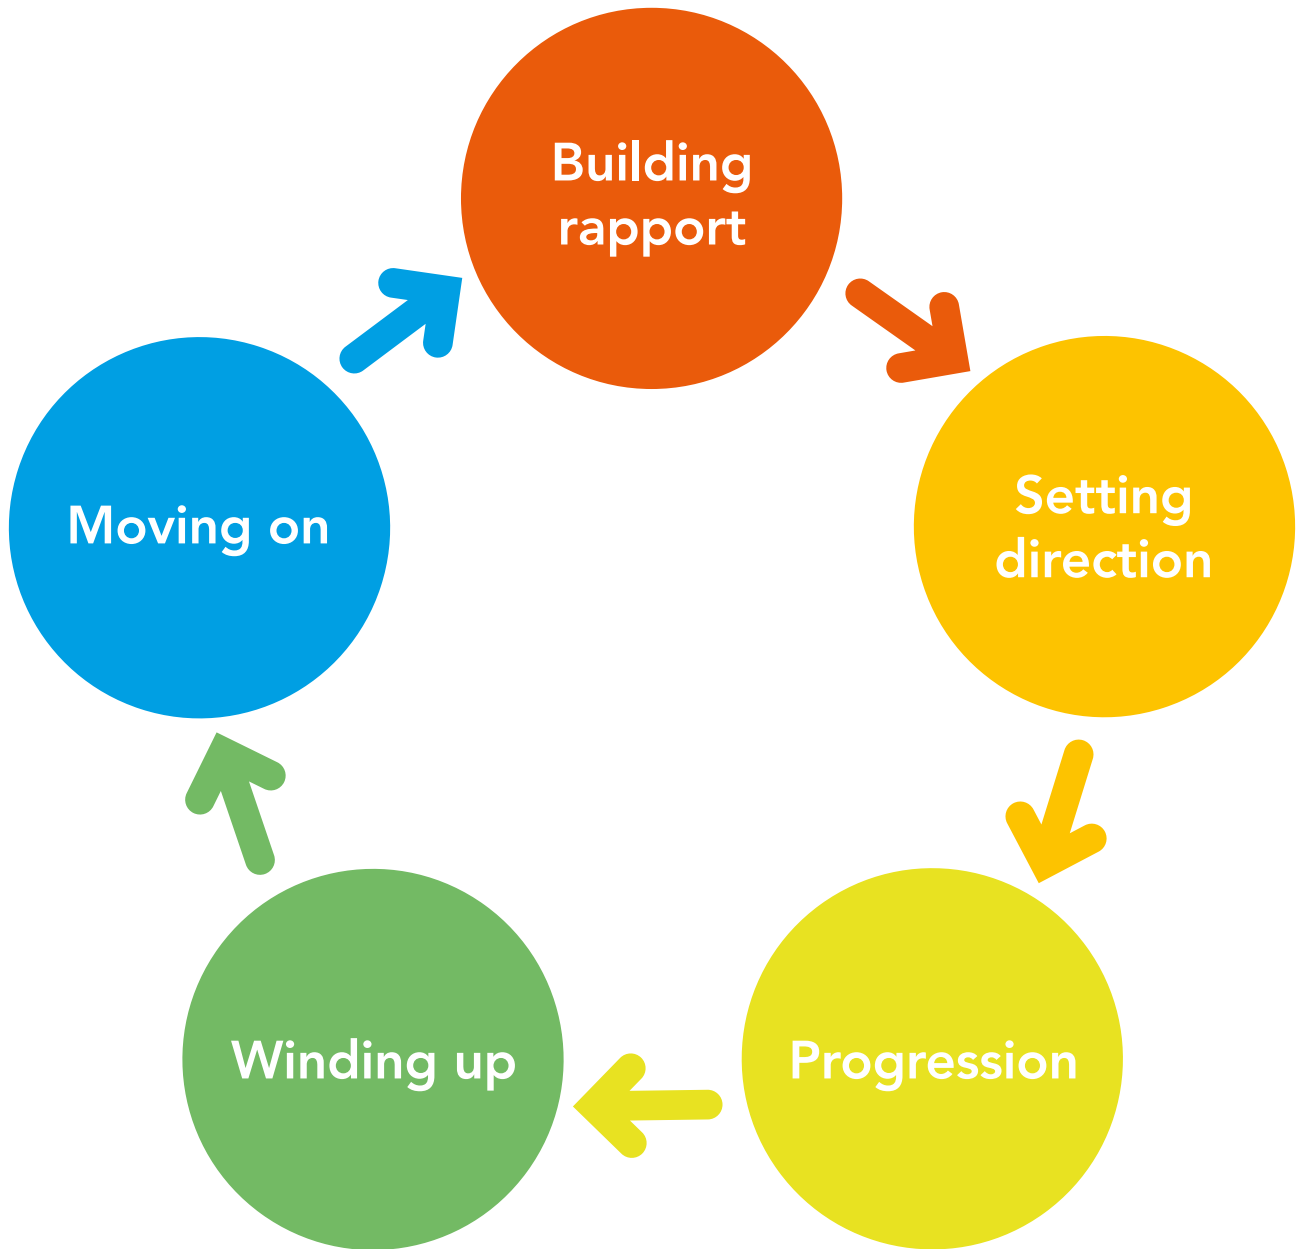 Building
rapport
Setting
direction
Progression
Winding up
Moving on